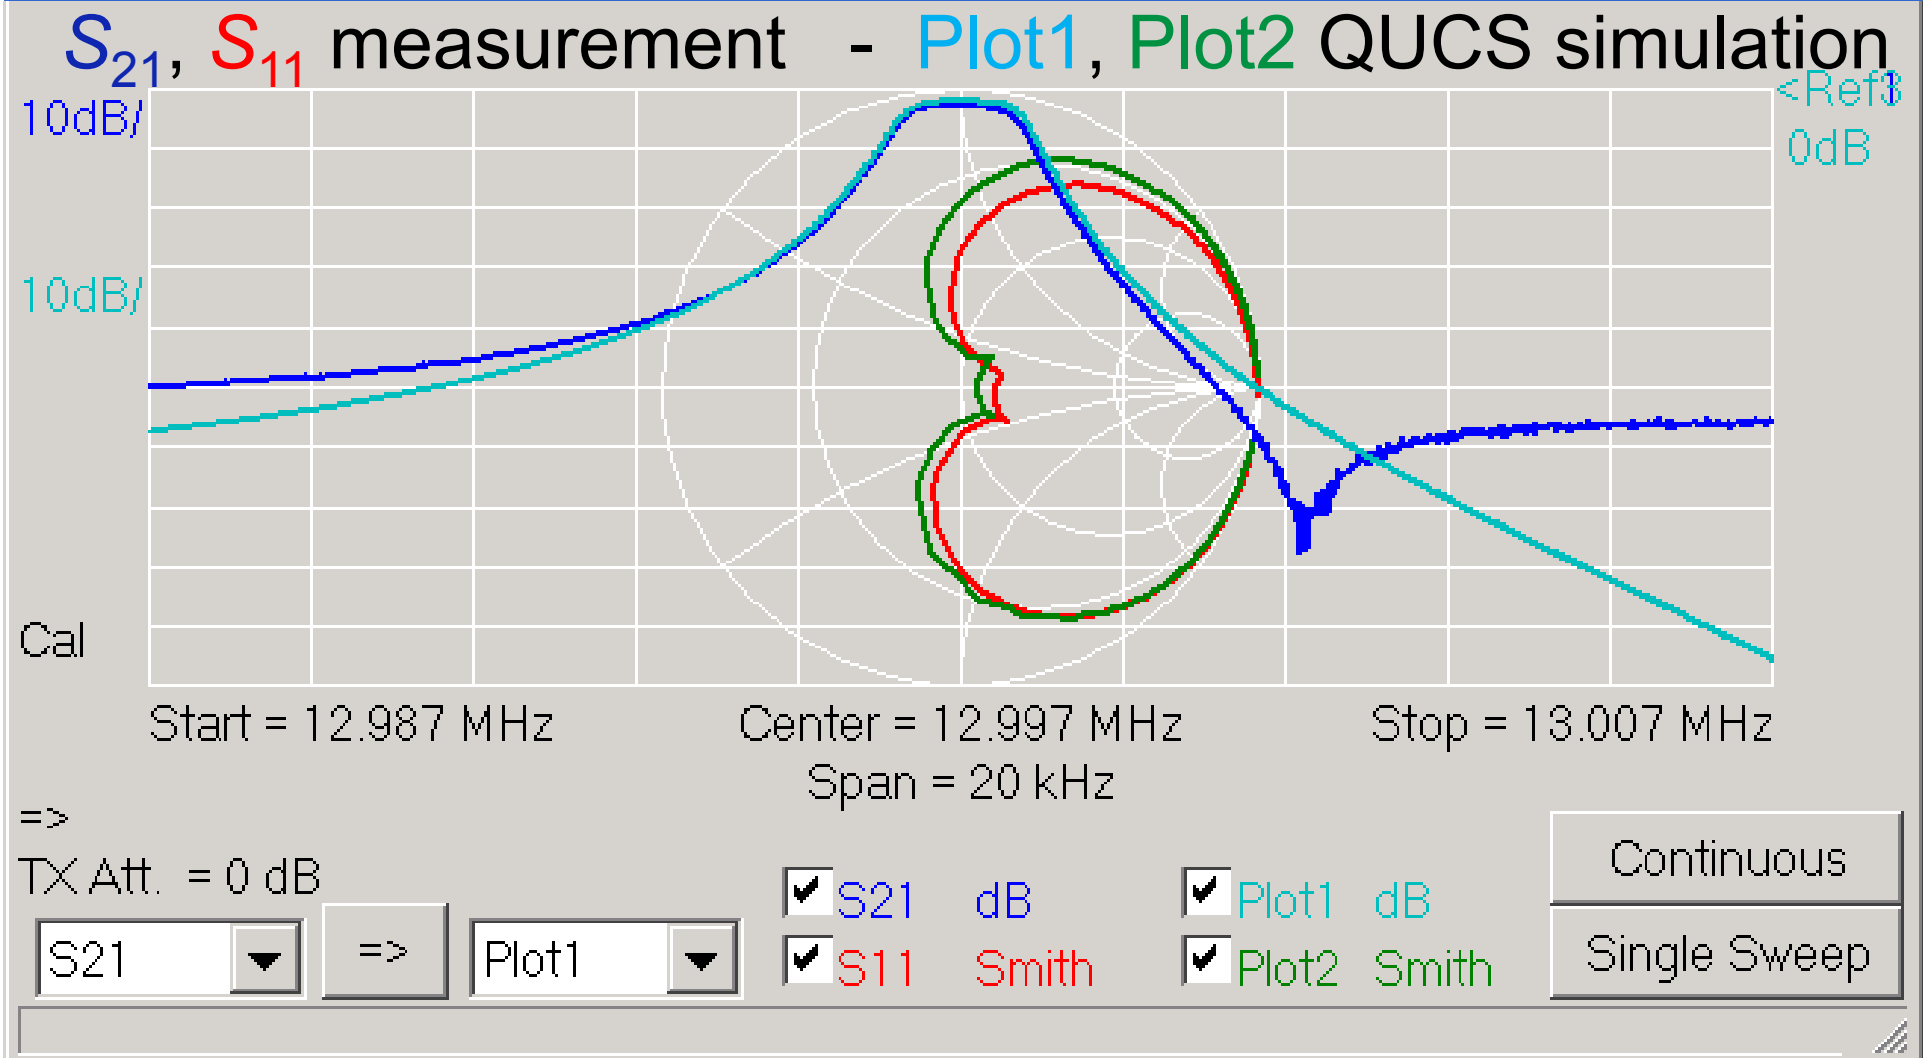 S21, S11 measurement - Plot1, Plot2 QUCS simulation
10dB/
<Ref
0dB
10dB/
Cal
Start = 12.987 MHz Center = 12.997 MHz Stop = 13.007 MHz
Span = 20 kHz
=>
TX Att. = 0 dB
S21 => Plot1
S21 dB Plot1 dB
S11 Smith Plot2 Smith
Continuous
Single Sweep